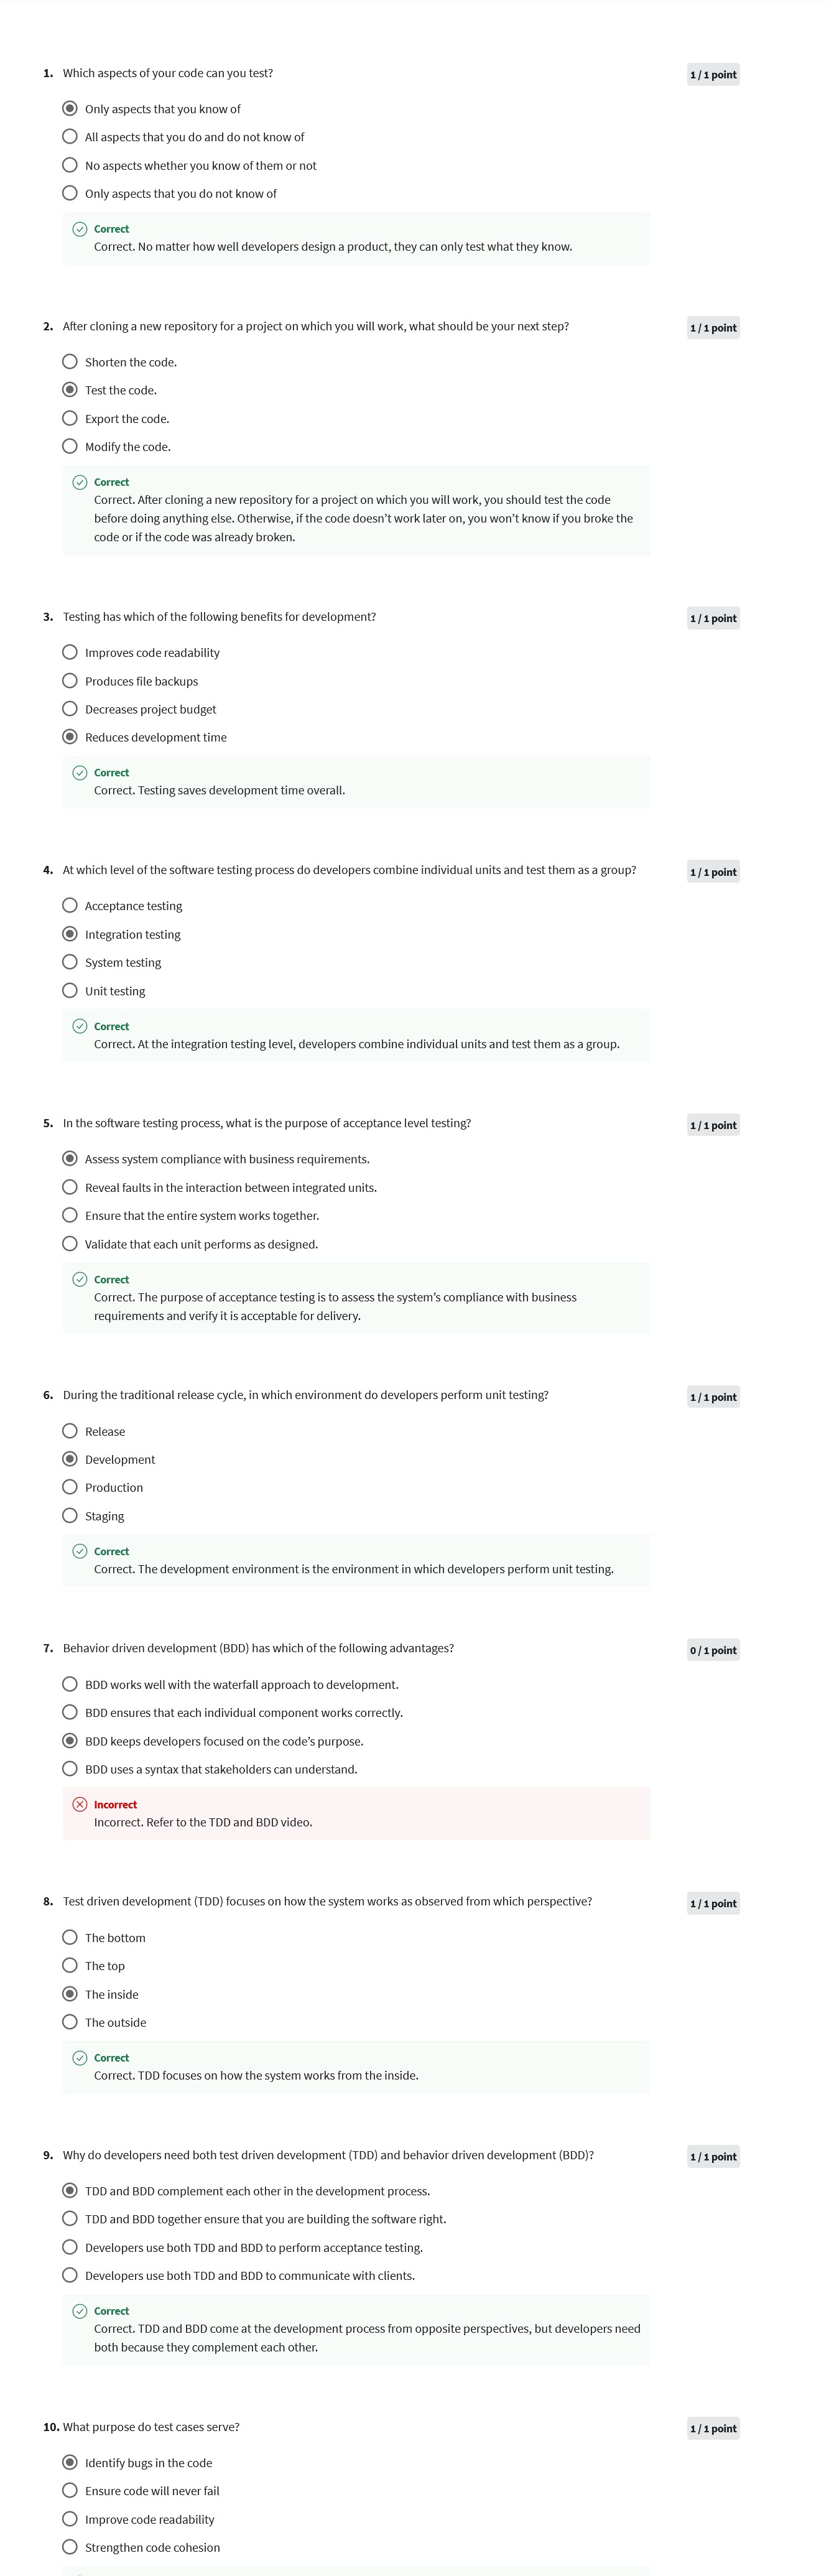 1. Which aspects of your code can you test?
1 / 1 point
Only aspects that you know of
All aspects that you do and do not know of
No aspects whether you know of them or not
Only aspects that you do not know of
Correct
Correct. No matter how well developers design a product, they can only test what they know.
2. After cloning a new repository for a project on which you will work, what should be your next step?
1 / 1 point
Shorten the code.
Test the code.
Export the code.
Modify the code.
Correct
Correct. After cloning a new repository for a project on which you will work, you should test the code
before doing anything else. Otherwise, if the code doesn’t work later on, you won’t know if you broke the
code or if the code was already broken.
3. Testing has which of the following benefits for development?
1 / 1 point
Improves code readability
Produces file backups
Decreases project budget
Reduces development time
Correct
Correct. Testing saves development time overall.
4. At which level of the software testing process do developers combine individual units and test them as a group?
1 / 1 point
Acceptance testing
Integration testing
System testing
Unit testing
Correct
Correct. At the integration testing level, developers combine individual units and test them as a group.
5. In the software testing process, what is the purpose of acceptance level testing?
1 / 1 point
Assess system compliance with business requirements.
Reveal faults in the interaction between integrated units.
Ensure that the entire system works together.
Validate that each unit performs as designed.
Correct
Correct. The purpose of acceptance testing is to assess the system’s compliance with business
requirements and verify it is acceptable for delivery.
6. During the traditional release cycle, in which environment do developers perform unit testing?
1 / 1 point
Release
Development
Production
Staging
Correct
Correct. The development environment is the environment in which developers perform unit testing.
7. Behavior driven development (BDD) has which of the following advantages?
0 / 1 point
BDD works well with the waterfall approach to development.
BDD ensures that each individual component works correctly.
BDD keeps developers focused on the code’s purpose.
BDD uses a syntax that stakeholders can understand.
Incorrect
Incorrect. Refer to the TDD and BDD video.
8. Test driven development (TDD) focuses on how the system works as observed from which perspective?
1 / 1 point
The bottom
The top
The inside
The outside
Correct
Correct. TDD focuses on how the system works from the inside.
9. Why do developers need both test driven development (TDD) and behavior driven development (BDD)?
1 / 1 point
TDD and BDD complement each other in the development process.
TDD and BDD together ensure that you are building the software right.
Developers use both TDD and BDD to perform acceptance testing.
Developers use both TDD and BDD to communicate with clients.
Correct
Correct. TDD and BDD come at the development process from opposite perspectives, but developers need
both because they complement each other.
10. What purpose do test cases serve?
1 / 1 point
Identify bugs in the code
Ensure code will never fail
Improve code readability
Strengthen code cohesion